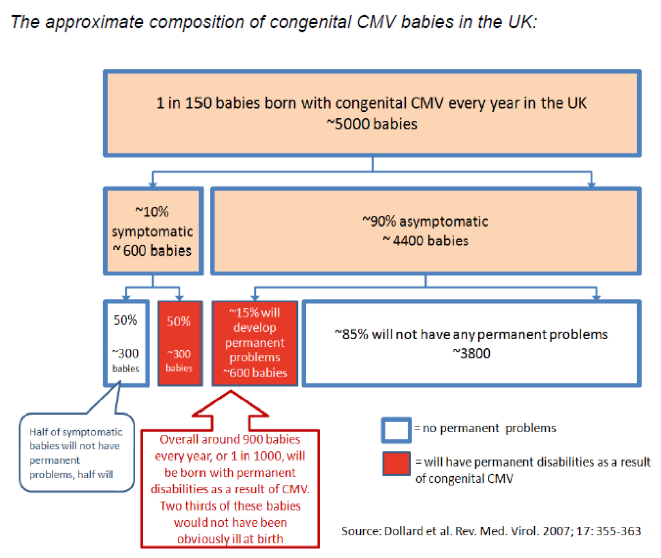 The approximate composition of congenital CMV babies in the UK:
1 in 150 babies born with congenital CMV every year in the UK
~5000 babies
~10%
symptomatic
~ 600 babies
~90% asymptomatic
~ 4400 babies
50%
~300
babies
50%
~300
babies
~15% will
develop
permanent
problems
~600 babies
~85% will not have any permanent problems
~3800
Half of symptomatic
babies will not have
permanent
problems, half will
Overall around 900 babies
every year, or 1 in 1000, will
be born with permanent
disabilities as a result of CMV.
Two thirds of these babies
would not have been
obviously ill at birth
= no permanent problems
= will have permanent disabilities as a result
of congenital CMV
Source: Dollard et al. Rev. Med. Virol. 2007; 17: 355-363